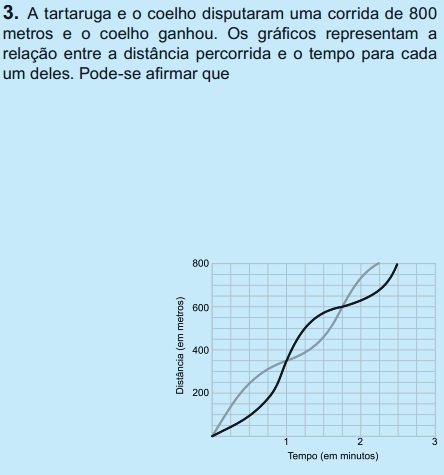 3. A tartaruga e o coelho disputaram uma corrida de 800
metros e o coelho ganhou. Os gráficos representam a
relação entre a distância percorrida e o tempo para cada
um deles. Pode-se afirmar que
800
600
400
200
Distância (em metros)
1 2 3
Tempo (em minutos)